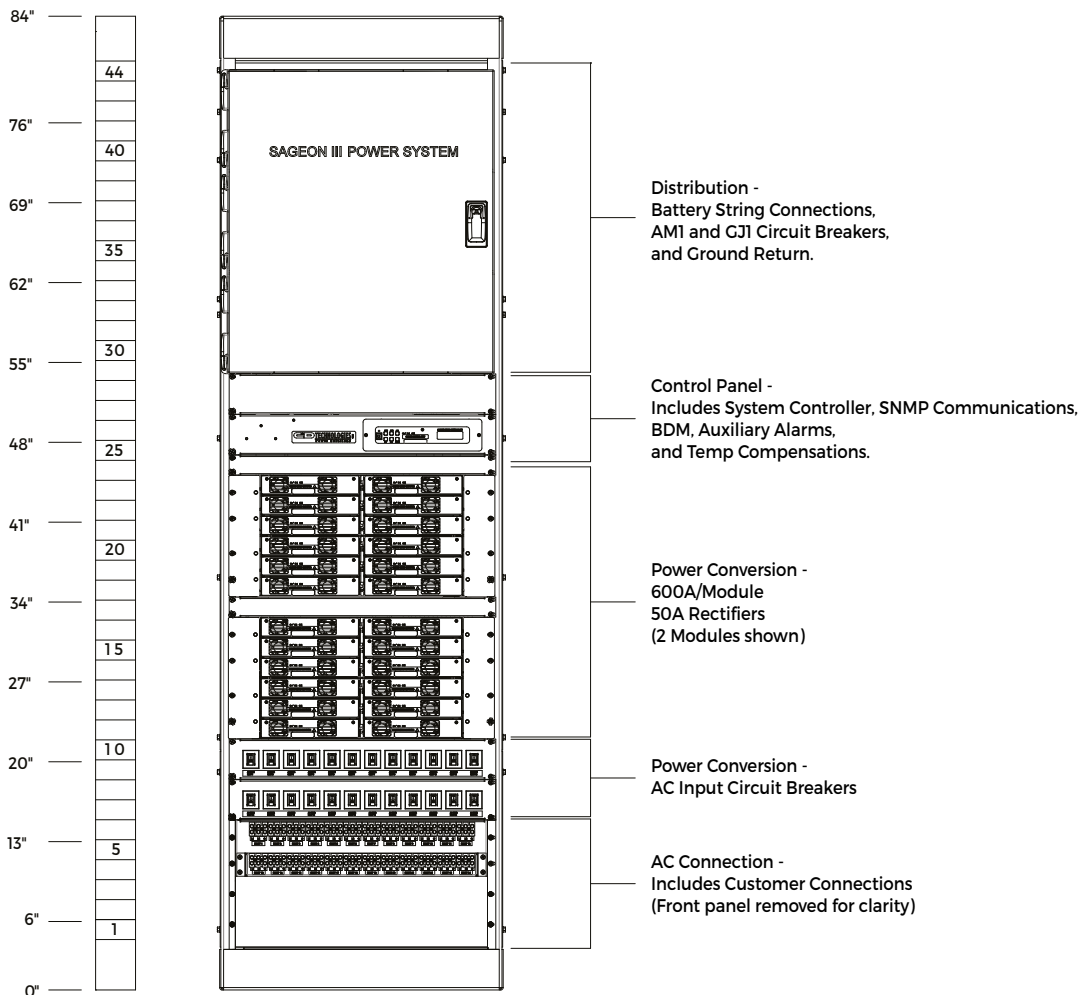 84"
76"
69"
62"
55"
48"
41"
34"
27"
20"
13"
6"
0"
44
40
35
30
25
20
15
10
5
1
SAGEON III POWER SYSTEM
TECHNOLOGIES
Distribution -
Battery String Connections,
AM1 and GJ1 Circuit Breakers,
and Ground Return.
Control Panel -
Includes System Controller, SNMP Communications,
BDM, Auxiliary Alarms,
and Temp Compensations.
Power Conversion -
600A/Module
50A Rectifiers
(2 Modules shown)
Power Conversion -
AC Input Circuit Breakers
AC Connection -
Includes Customer Connections
(Front panel removed for clarity)